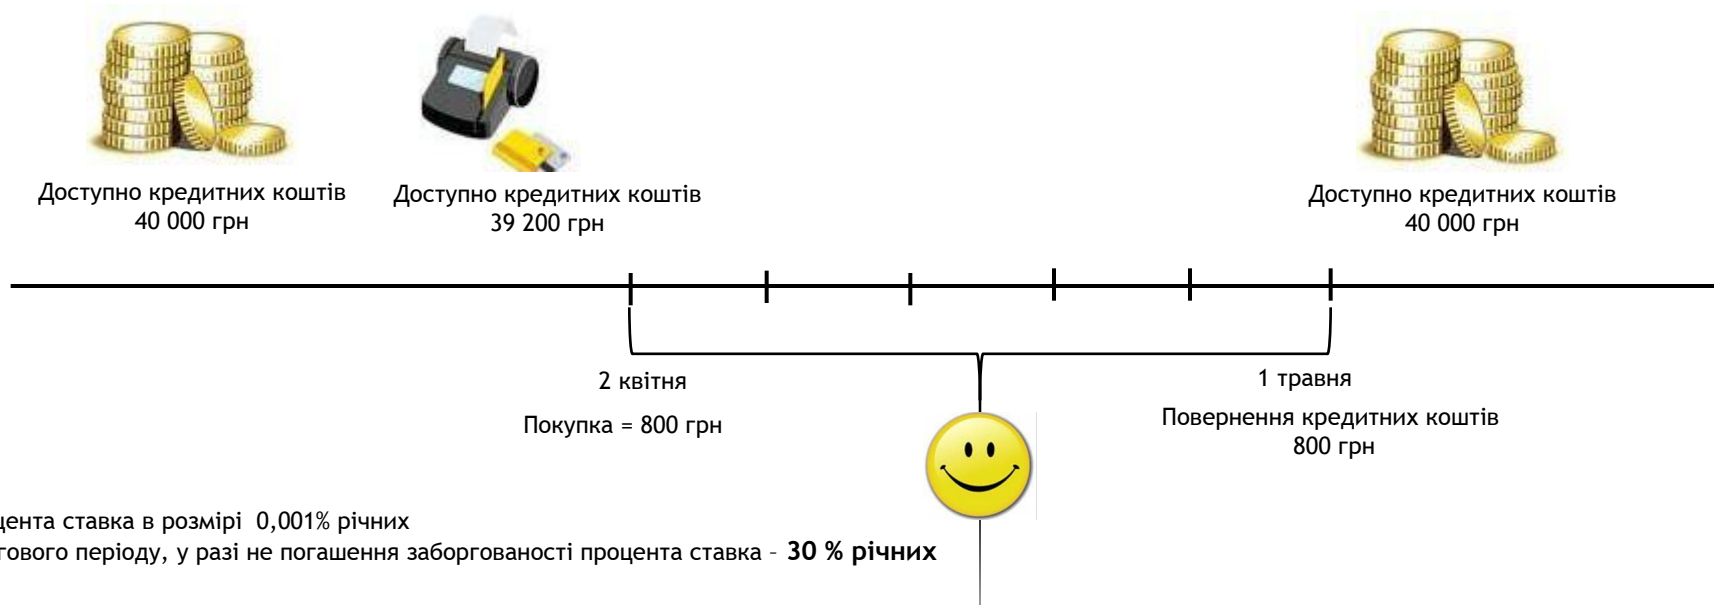 Доступно кредитних коштів
40 000 грн
Доступно кредитних коштів
39 200 грн
Доступно кредитних коштів
40 000 грн
2 квітня
Покупка = 800 грн
1 травня
Повернення кредитних коштів
800 грн
цента ставка в розмірі 0,001% річних
гового періоду, у разі не погашення заборгованості процента ставка – 30 % річних